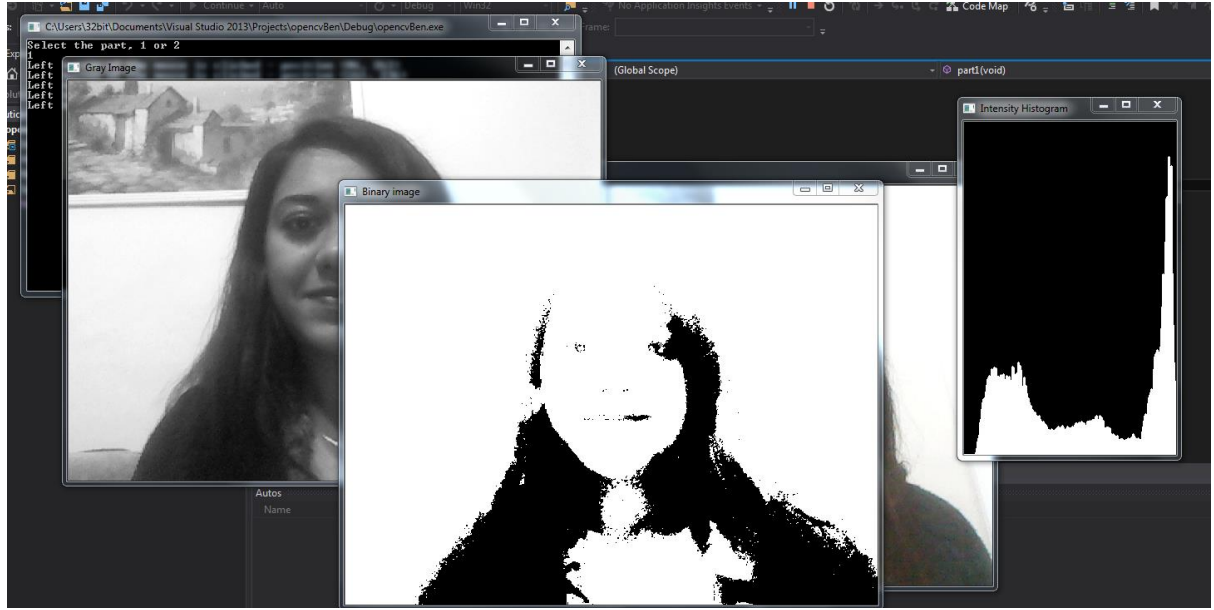 Continue Auto Debug Win32 No Application Insights Events Code Map
C:\Users\32bit\Documents\Visual Studio 2013\Projects\opencvBen\Debug\opencvBen.exe
rame:
Select the part, 1 or 2
1
Left
Left
Left
Left
Left
Gray Image
(Global Scope)
part1(void)
Intensity Histogram
Binary image
Autos
Name